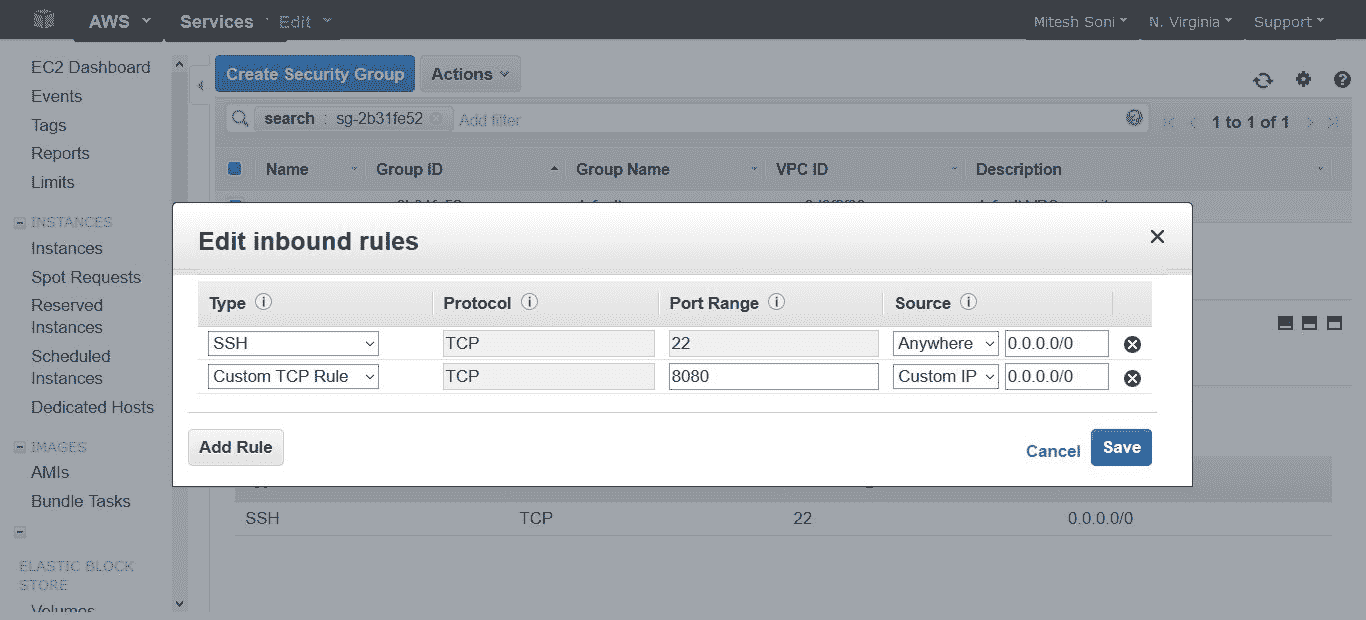 AWS Services Edit Mitesh Soni N. Virginia Support
EC2 Dashboard
Events
Tags
Reports
Limits
INSTANCES
Instances
Spot Requests
Reserved
Instances
Scheduled
Instances
Dedicated Hosts
IMAGES
AMIs
Bundle Tasks
ELASTIC BLOCK
STORE
Volumes
Create Security Group Actions
search : sg-2b31fe52 Add filter 1 to 1 of 1
Name Group ID Group Name VPC ID Description
Edit inbound rules
Type Protocol Port Range Source
SSH TCP 22 Anywhere 0.0.0.0/0
Custom TCP Rule TCP 8080 Custom IP 0.0.0.0/0
Add Rule Cancel Save
SSH TCP 22 0.0.0.0/0